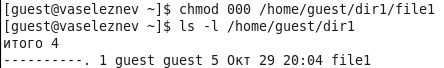 [guest@vaseleznev ~]$ chmod 000 /home/guest/dir1/file1
[guest@vaseleznev ~]$ ls -l /home/guest/dir1
итого 4
----------. 1 guest guest 5 Окт 29 20:04 file1